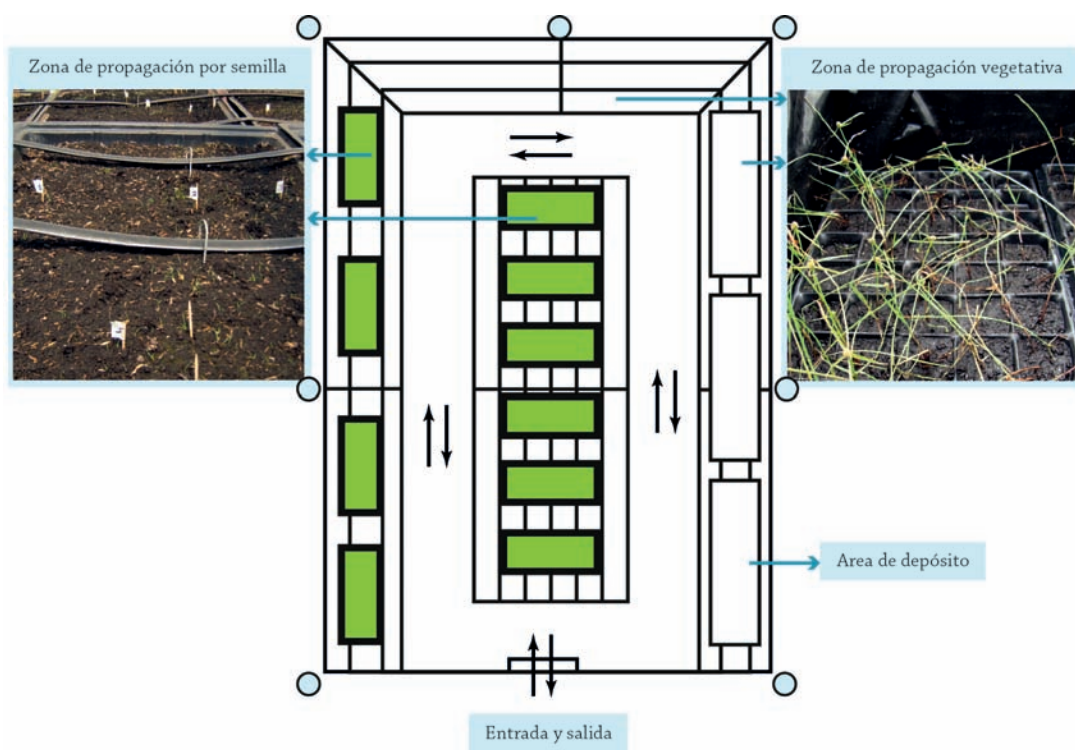 Zona de propagación por semilla
Zona de propagación vegetativa
Area de depósito
Entrada y salida